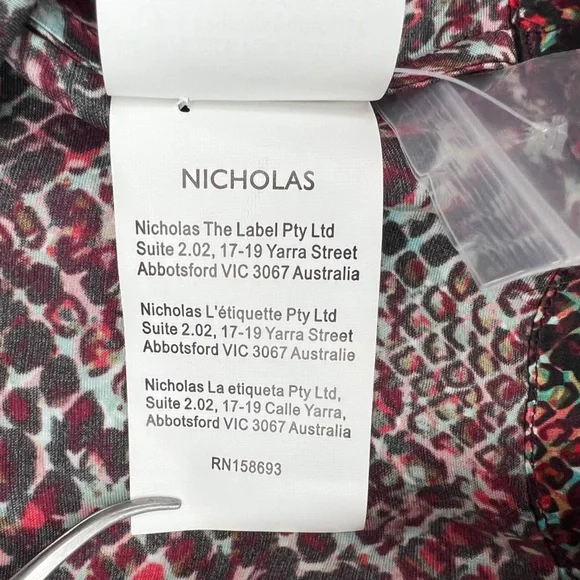 NICHOLAS
Nicholas The Label Pty Ltd
Suite 2.02, 17-19 Yarra Street
Abbotsford VIC 3067 Australia
Nicholas L'étiquette Pty Ltd
Suite 2.02, 17-19 Yarra Street
Abbotsford VIC 3067 Australie
Nicholas La etiqueta Pty Ltd,
Suite 2.02, 17-19 Calle Yarra,
Abbotsford VIC 3067 Australia
RN158693